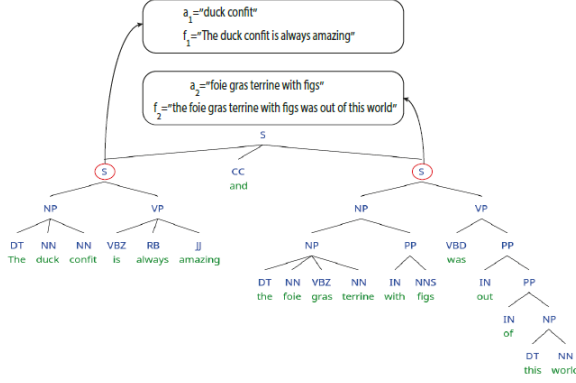 a1="duck confit"
f1="The duck confit is always amazing"
a2="foie gras terrine with figs"
f2="the foie gras terrine with figs was out of this world"
S
S CC S
and
NP VP NP VP
DT NN NN VBZ RB JJ NP PP VBD PP
The duck confit is always amazing was
DT NN VBZ NN IN NNS IN PP
the foie gras terrine with figs out
IN NP
of
DT NN
this world